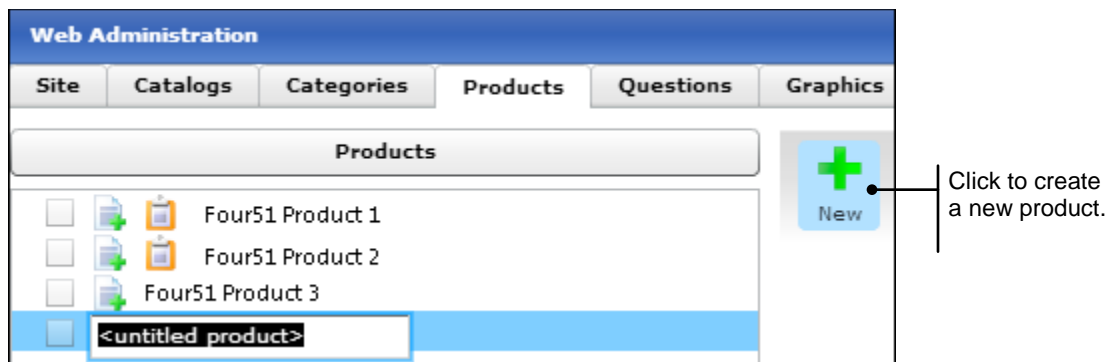 Web Administration
Site Catalogs Categories Products Questions Graphics
Products
New
Click to create
a new product.
Four51 Product 1
Four51 Product 2
Four51 Product 3
<untitled product>